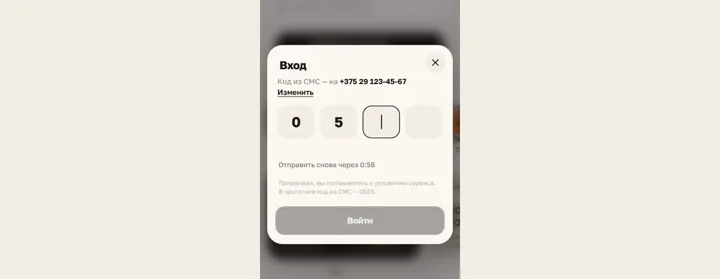 Вход
Код из СМС — на +375 29 123-45-67
Изменить
0 5
Отправить снова через 0:58
Продолжая, вы соглашаетесь с условиями сервиса.
В прототипе код из СМС — 0505.
Войти